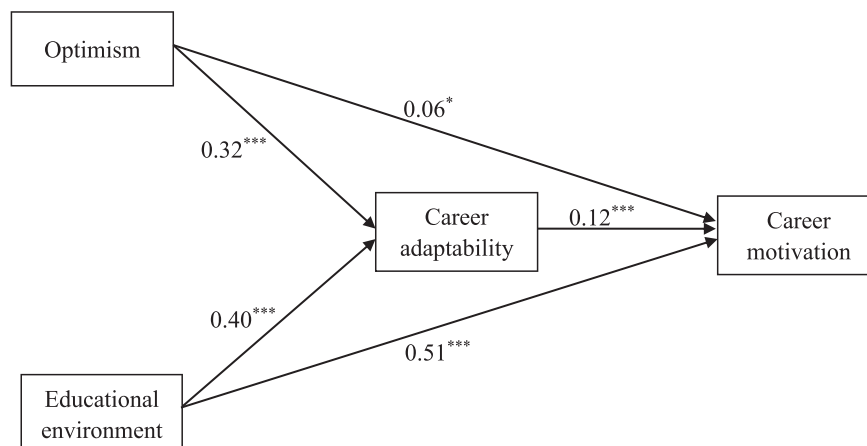 Optimism
0.06*
0.32***
Career
adaptability
0.12***
Career
motivation
0.40***
0.51***
Educational
environment